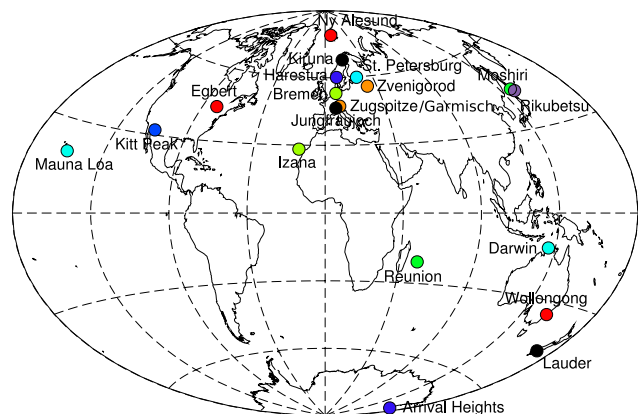 Ny Alesund
Kiruna
St. Petersburg
Harestua
Moshiri
Zvenigorod
Egbert
Bremen
Rikubetsu
Zugspitze/Garmisch
Jungfraujoch
Kitt Peak
Mauna Loa
Izana
Darwin
Reunion
Wollongong
Lauder
Arrival Heights